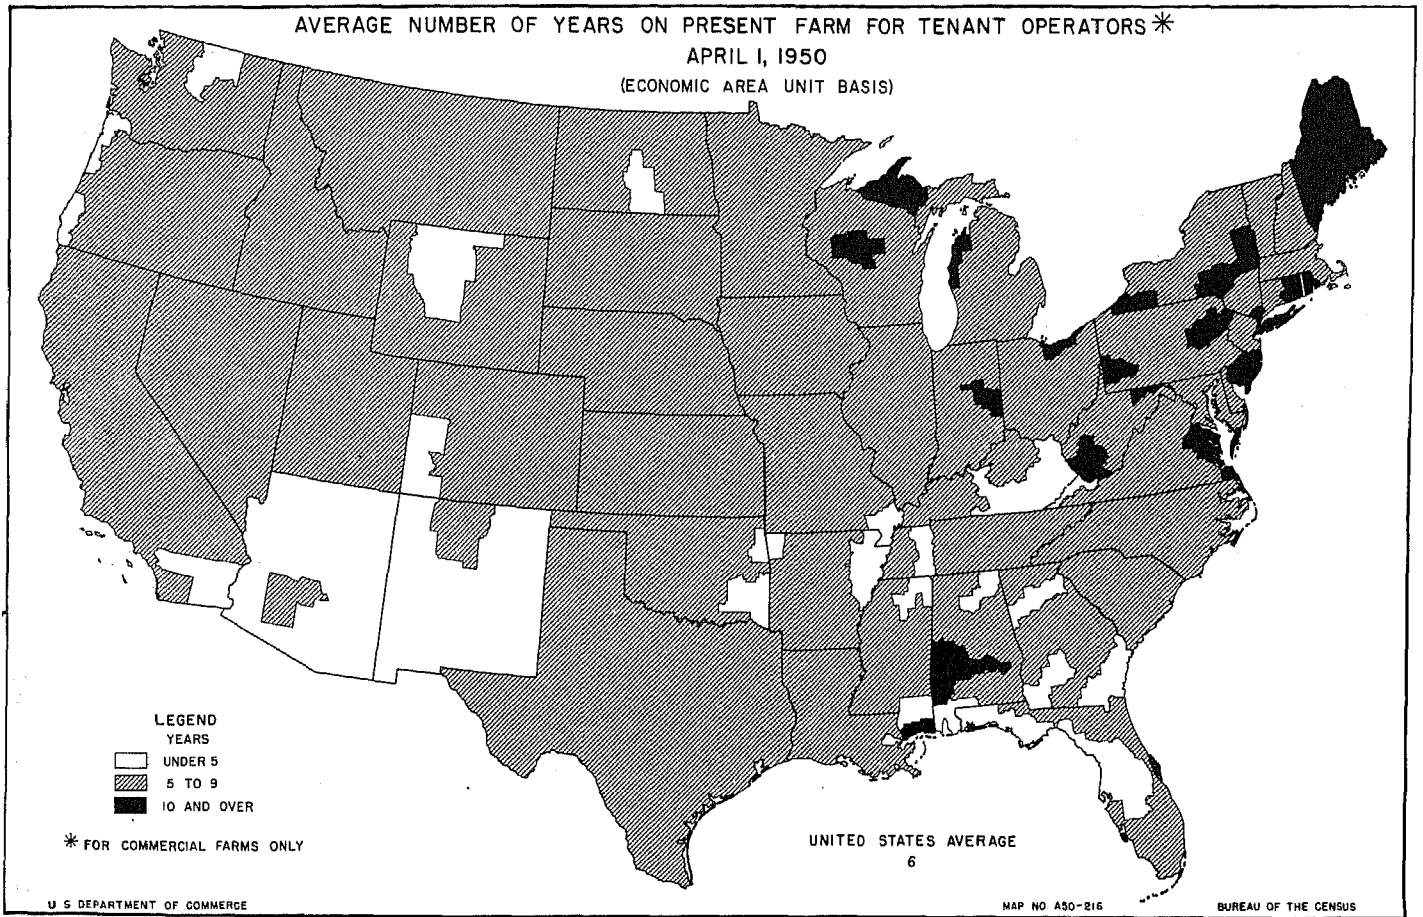 AVERAGE NUMBER OF YEARS ON PRESENT FARM FOR TENANT OPERATORS*
APRIL 1, 1950
(ECONOMIC AREA UNIT BASIS)
LEGEND
YEARS
UNDER 5
5 TO 9
10 AND OVER
* FOR COMMERCIAL FARMS ONLY
UNITED STATES AVERAGE
6
U S DEPARTMENT OF COMMERCE
MAP NO A50-216
BUREAU OF THE CENSUS